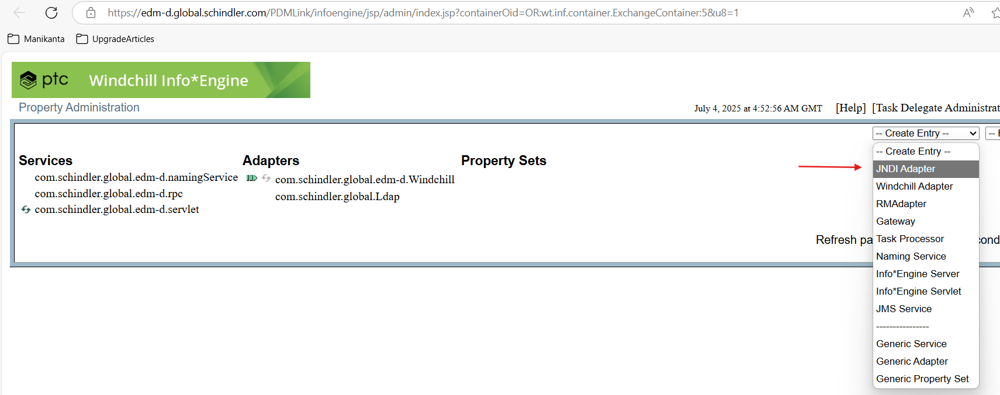 https://edm-d.global.schindler.com/PDMLink/infoengine/jsp/admin/index.jsp?containerOid=OR:wt.inf.container.ExchangeContainer:5&u8=1
Manikanta UpgradeArticles
ptc Windchill Info*Engine
Property Administration
July 4, 2025 at 4:52:56 AM GMT [Help] [Task Delegate Administrat
-- Create Entry --
Services Adapters Property Sets
com.schindler.global.edm-d.namingService com.schindler.global.edm-d.Windchill
com.schindler.global.edm-d.rpc com.schindler.global.Ldap
com.schindler.global.edm-d.servlet
-- Create Entry --
JNDI Adapter
Windchill Adapter
RMAdapter
Gateway
Task Processor
Naming Service
Info*Engine Server
Info*Engine Servlet
JMS Service
----------------
Generic Service
Generic Adapter
Generic Property Set
Refresh pa